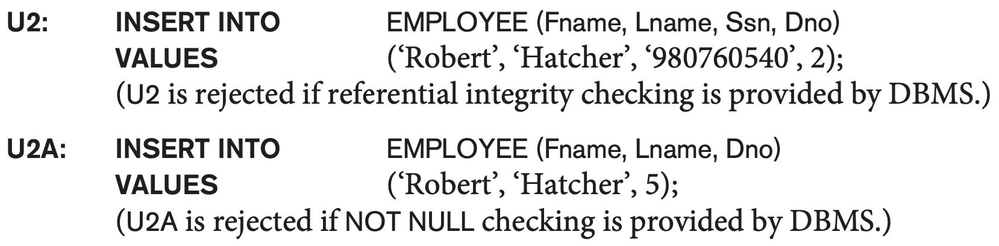 U2: INSERT INTO EMPLOYEE (Fname, Lname, Ssn, Dno)
VALUES (‘Robert’, ‘Hatcher’, ‘980760540’, 2);
(U2 is rejected if referential integrity checking is provided by DBMS.)
U2A: INSERT INTO EMPLOYEE (Fname, Lname, Dno)
VALUES (‘Robert’, ‘Hatcher’, 5);
(U2A is rejected if NOT NULL checking is provided by DBMS.)